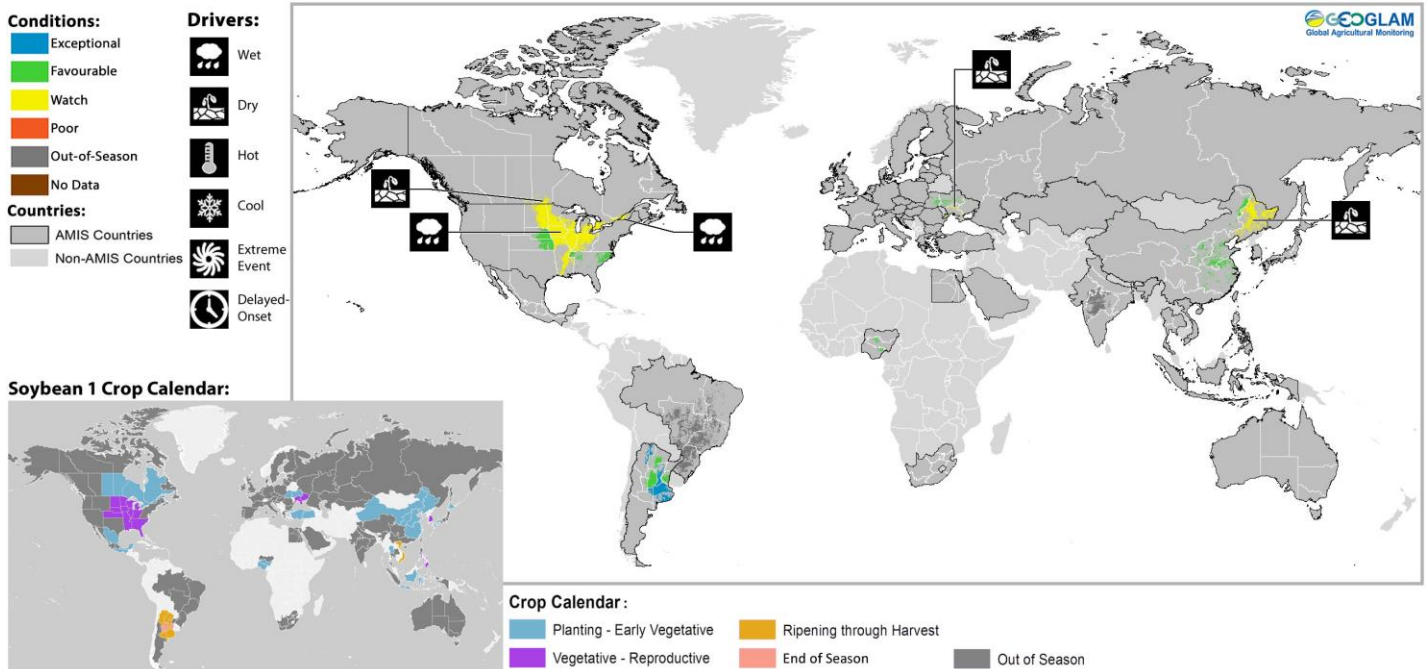 Conditions:
Exceptional
Favourable
Watch
Poor
Out-of-Season
No Data
Countries:
AMIS Countries
Non-AMIS Countries
Drivers:
Wet
Dry
Hot
Cool
Extreme
Event
Delayed-
Onset
GEOGLAM
Global Agricultural Monitoring
Soybean 1 Crop Calendar:
Crop Calendar :
Planting - Early Vegetative
Ripening through Harvest
Vegetative - Reproductive
End of Season
Out of Season